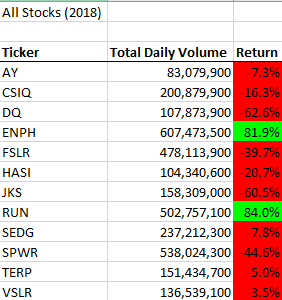 All Stocks (2018)
Ticker Total Daily Volume Return
AY 83,079,900 -7.3%
CSIQ 200,879,900 -16.3%
DQ 107,873,900 -62.6%
ENPH 607,473,500 81.9%
FSLR 478,113,900 -39.7%
HASI 104,340,600 -20.7%
JKS 158,309,000 -60.5%
RUN 502,757,100 84.0%
SEDG 237,212,300 -7.8%
SPWR 538,024,300 -44.6%
TERP 151,434,700 -5.0%
VSLR 136,539,100 -3.5%